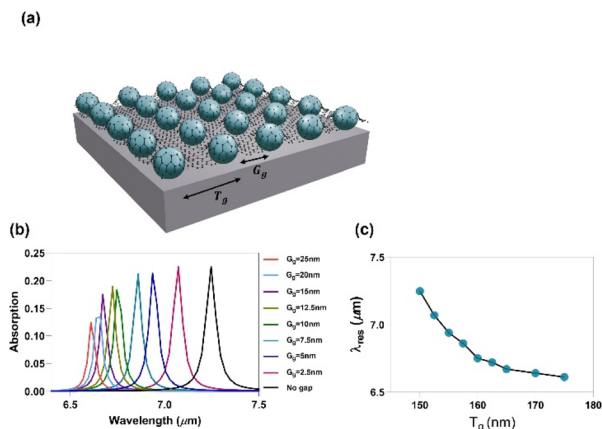 (a)
G_g
T_g
(b)
(c)
0.25
0.20
0.15
0.10
0.05
0.00
Absorption
6.5 7.0 7.5
Wavelength (μm)
G_g=25nm
G_g=20nm
G_g=15nm
G_g=12.5nm
G_g=10nm
G_g=7.5nm
G_g=5nm
G_g=2.5nm
No gap
7.5
7.0
6.5
λ_res (μm)
150 160 170 180
T_g (nm)